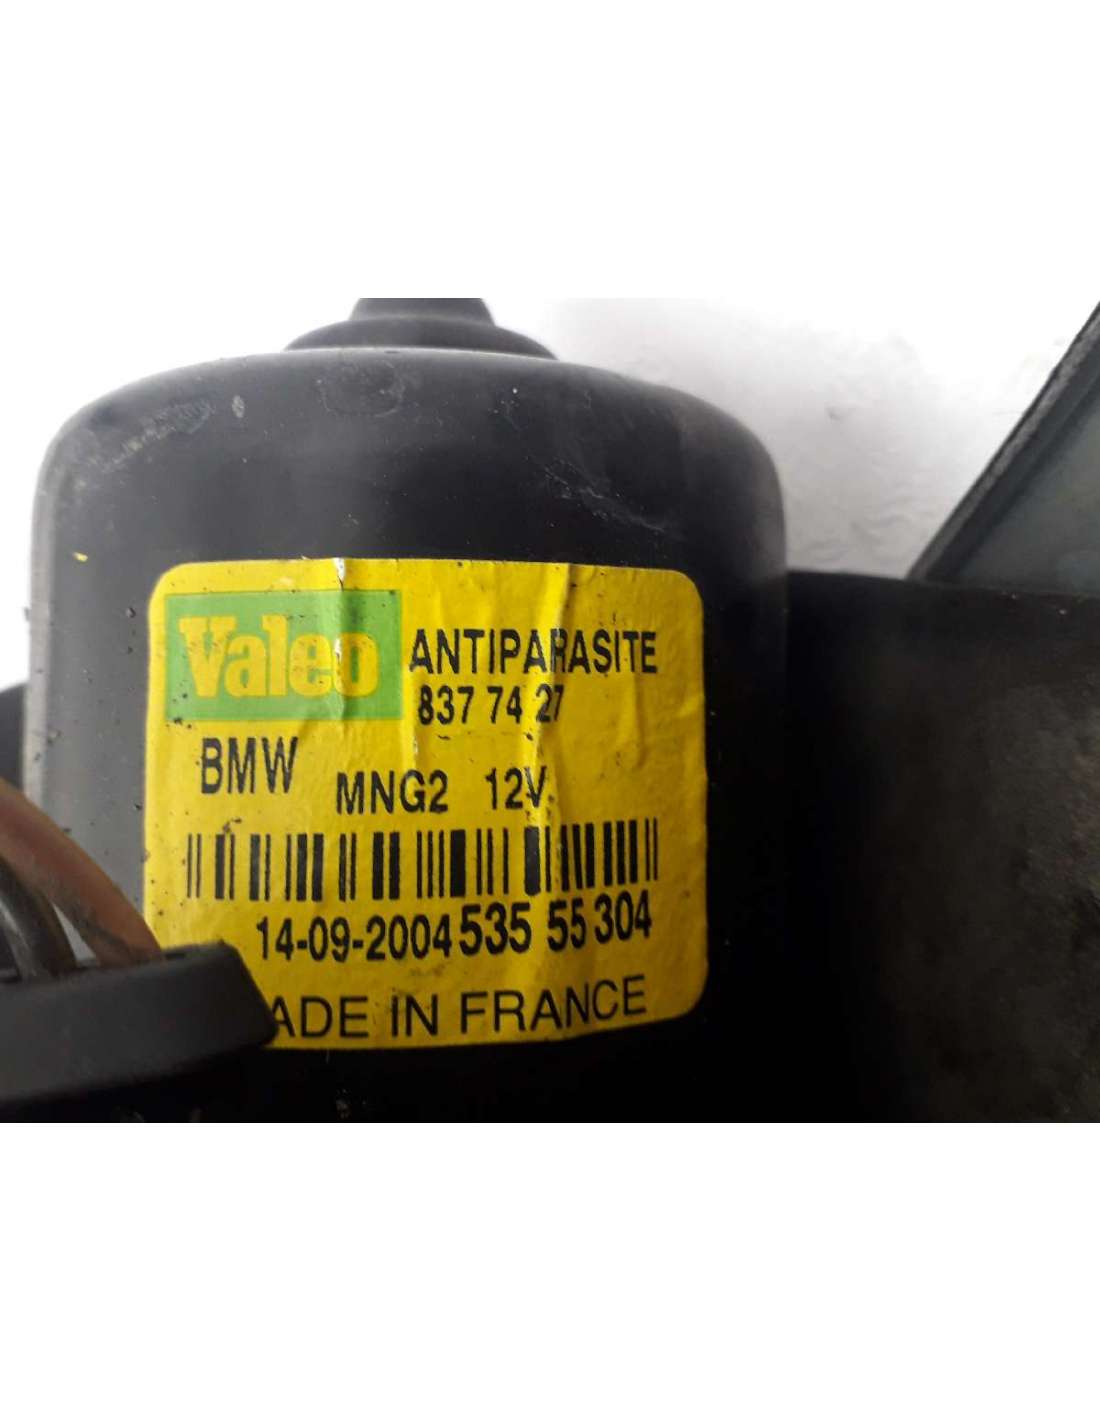 Valeo ANTIPARASITE
837 74 27
BMW MNG2 12V
14-09-2004 535 55 304
ADE IN FRANCE